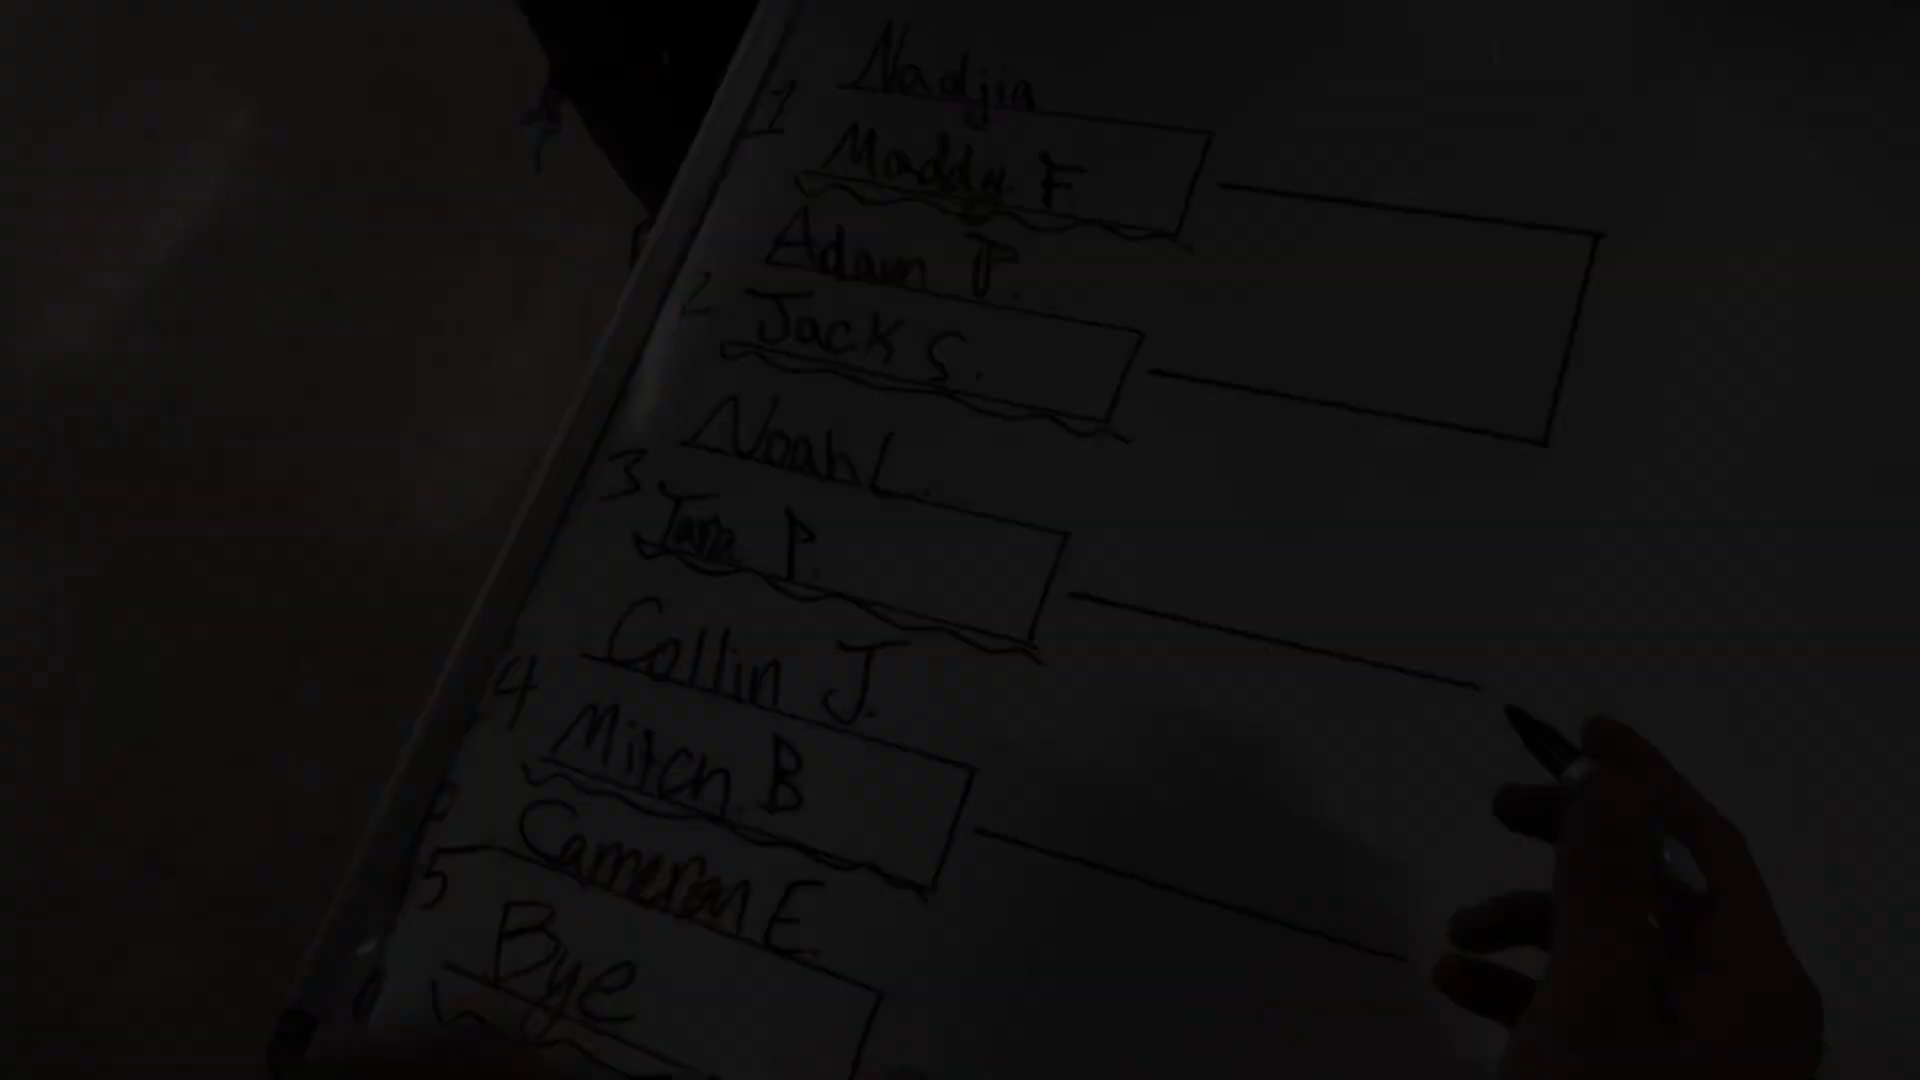 Nadjia
1
Maddy F
Adam P.
2
Jack S.
Noah L.
3
P.
Collin J.
4
Mitch B
Cameron E.
5
Bye